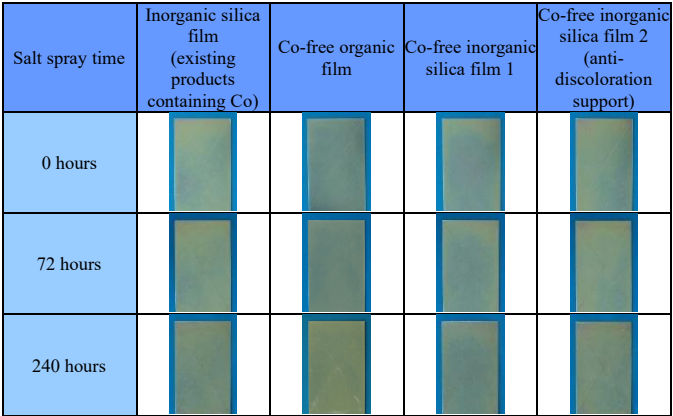 Salt spray time
Inorganic silica
film
(existing
products
containing Co)
Co-free organic
film
Co-free inorganic
silica film 1
Co-free inorganic
silica film 2
(anti-
discoloration
support)
0 hours
72 hours
240 hours